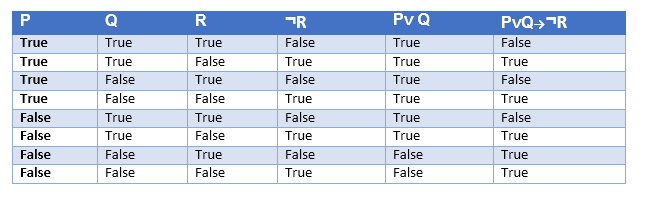 P Q R ¬R P∨ Q P∨Q→¬R
True True True False True False
True True False True True True
True False True False True False
True False False True True True
False True True False True False
False True False True True True
False False True False False True
False False False True False True